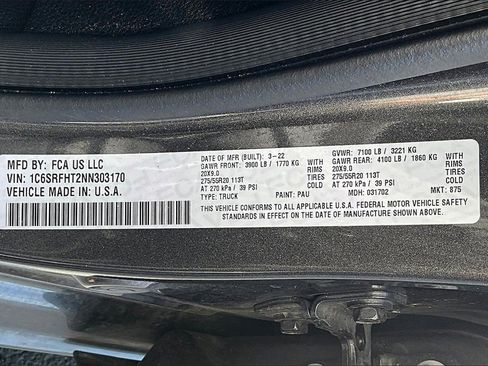 MFD BY: FCA US LLC
VIN: 1C6SRFHT2NN303170
VEHICLE MADE IN U.S.A.
DATE OF MFR (BUILT): 3-22 GVWR: 7100 LB / 3221 KG
GAWR FRONT: 3900 LB / 1770 KG GAWR REAR: 4100 LB / 1860 KG
20X9.0 RIMS 20X9.0 RIMS
275/55R20 113T TIRES 275/55R20 113T TIRES
AT 270 kPa / 39 PSI COLD AT 270 kPa / 39 PSI COLD
TYPE: TRUCK PAINT: PAU MDH: 031702 MKT: 875
THIS VEHICLE CONFORMS TO ALL APPLICABLE U.S.A. FEDERAL MOTOR VEHICLE SAFETY
STANDARDS IN EFFECT ON THE DATE OF MANUFACTURE SHOWN ABOVE.